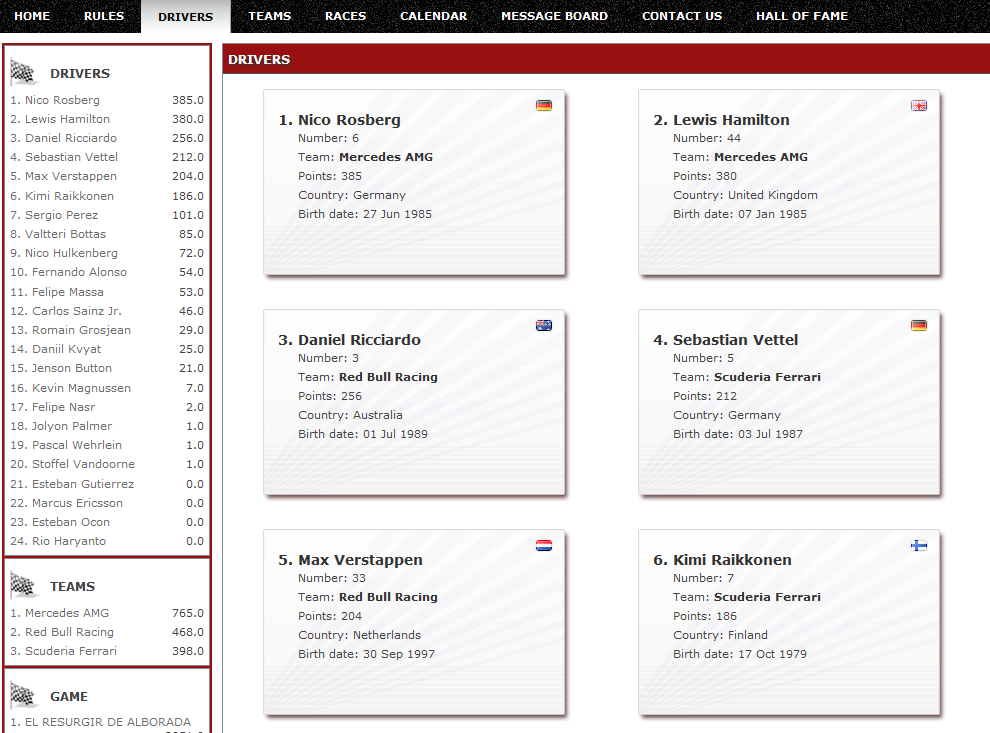 HOME RULES DRIVERS TEAMS RACES CALENDAR MESSAGE BOARD CONTACT US HALL OF FAME
DRIVERS
1. Nico Rosberg 385.0
2. Lewis Hamilton 380.0
3. Daniel Ricciardo 256.0
4. Sebastian Vettel 212.0
5. Max Verstappen 204.0
6. Kimi Raikkonen 186.0
7. Sergio Perez 101.0
8. Valtteri Bottas 85.0
9. Nico Hulkenberg 72.0
10. Fernando Alonso 54.0
11. Felipe Massa 53.0
12. Carlos Sainz Jr. 46.0
13. Romain Grosjean 29.0
14. Daniil Kvyat 25.0
15. Jenson Button 21.0
16. Kevin Magnussen 7.0
17. Felipe Nasr 2.0
18. Jolyon Palmer 1.0
19. Pascal Wehrlein 1.0
20. Stoffel Vandoorne 1.0
21. Esteban Gutierrez 0.0
22. Marcus Ericsson 0.0
23. Esteban Ocon 0.0
24. Rio Haryanto 0.0
TEAMS
1. Mercedes AMG 765.0
2. Red Bull Racing 468.0
3. Scuderia Ferrari 398.0
GAME
1. EL RESURGIR DE ALBORADA
DRIVERS
1. Nico Rosberg
Number: 6
Team: Mercedes AMG
Points: 385
Country: Germany
Birth date: 27 Jun 1985
2. Lewis Hamilton
Number: 44
Team: Mercedes AMG
Points: 380
Country: United Kingdom
Birth date: 07 Jan 1985
3. Daniel Ricciardo
Number: 3
Team: Red Bull Racing
Points: 256
Country: Australia
Birth date: 01 Jul 1989
4. Sebastian Vettel
Number: 5
Team: Scuderia Ferrari
Points: 212
Country: Germany
Birth date: 03 Jul 1987
5. Max Verstappen
Number: 33
Team: Red Bull Racing
Points: 204
Country: Netherlands
Birth date: 30 Sep 1997
6. Kimi Raikkonen
Number: 7
Team: Scuderia Ferrari
Points: 186
Country: Finland
Birth date: 17 Oct 1979